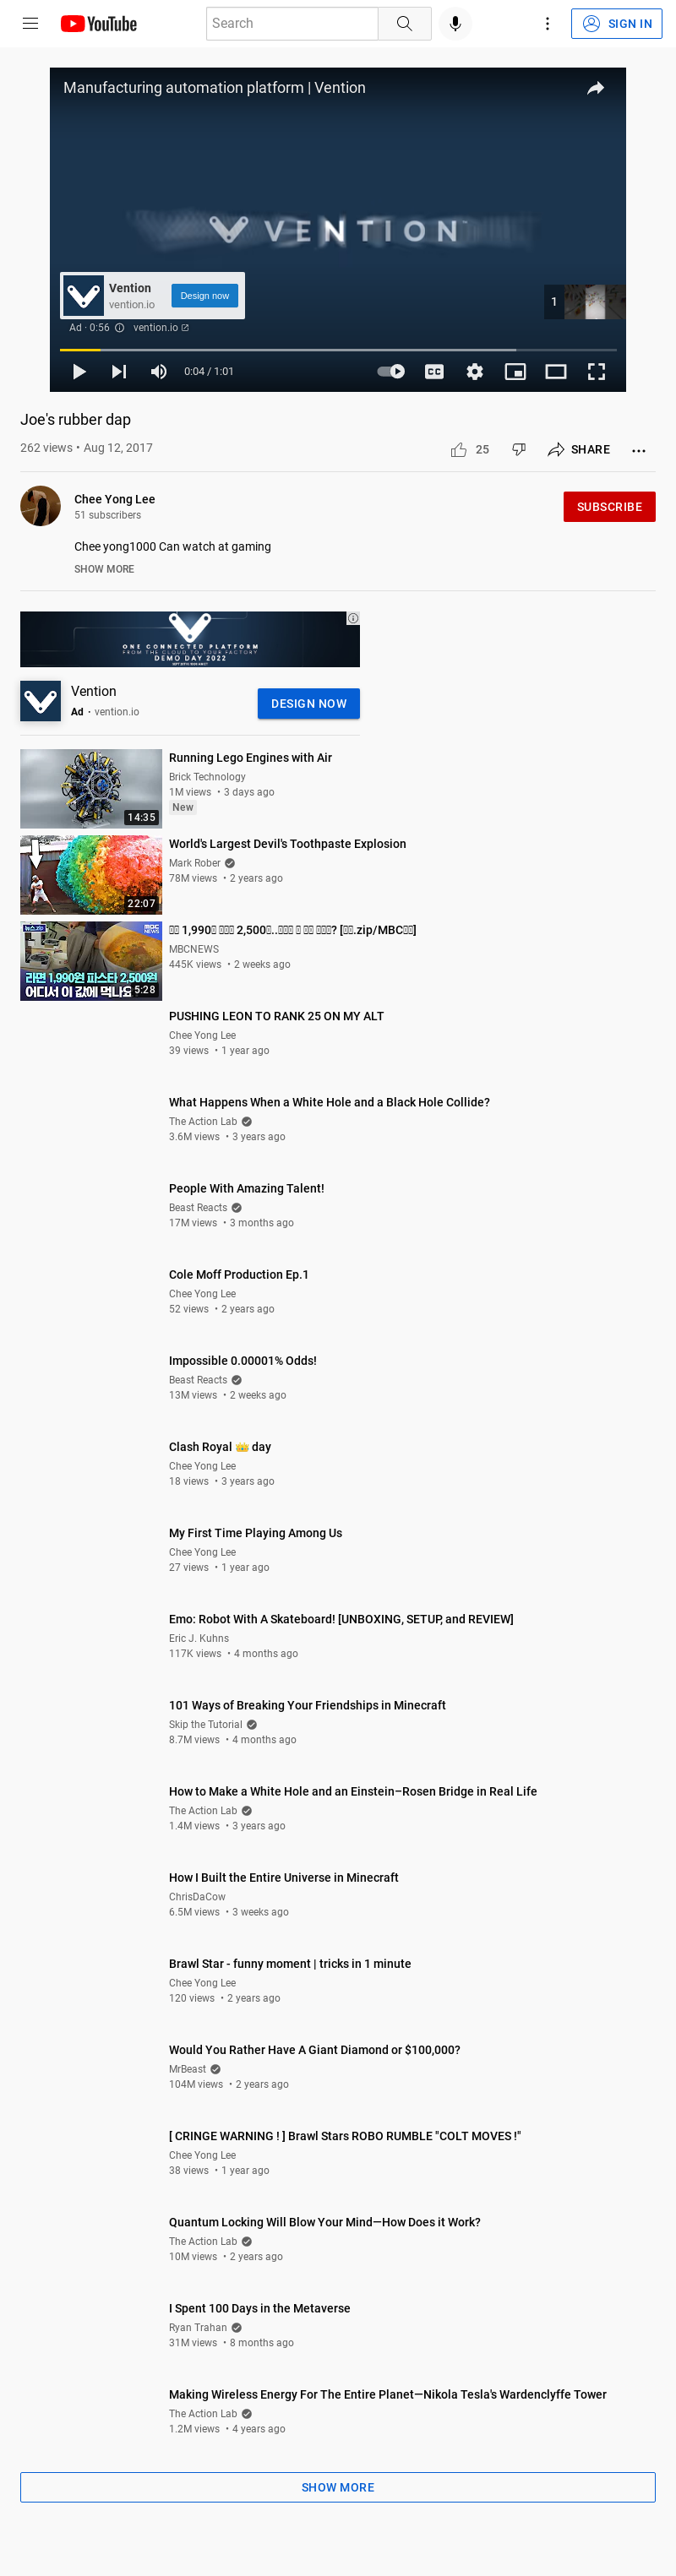 YouTube
Search
SIGN IN
Manufacturing automation platform | Vention
VENTION
Vention
vention.io
Design now
1
Ad · 0:56 vention.io
0:04 / 1:01
CC
Joe's rubber dap
262 views • Aug 12, 2017
25
SHARE
Chee Yong Lee
51 subscribers
SUBSCRIBE
Chee yong1000 Can watch at gaming
SHOW MORE
ONE CONNECTED PLATFORM
FROM THE CLOUD TO YOUR FACTORY
DEMO DAY 2022
Vention
Ad • vention.io
DESIGN NOW
Running Lego Engines with Air
Brick Technology
1M views • 3 days ago
New
14:35
World's Largest Devil's Toothpaste Explosion
Mark Rober
78M views • 2 years ago
22:07
1,990 2,500 .. ? [ .zip/MBC ]
MBCNEWS
445K views • 2 weeks ago
뉴스.zip
MBC NEWS
라면 1,990원 파스타 2,500원
어디서 이 값에 먹나요
5:28
PUSHING LEON TO RANK 25 ON MY ALT
Chee Yong Lee
39 views • 1 year ago
What Happens When a White Hole and a Black Hole Collide?
The Action Lab
3.6M views • 3 years ago
People With Amazing Talent!
Beast Reacts
17M views • 3 months ago
Cole Moff Production Ep.1
Chee Yong Lee
52 views • 2 years ago
Impossible 0.00001% Odds!
Beast Reacts
13M views • 2 weeks ago
Clash Royal 👑 day
Chee Yong Lee
18 views • 3 years ago
My First Time Playing Among Us
Chee Yong Lee
27 views • 1 year ago
Emo: Robot With A Skateboard! [UNBOXING, SETUP, and REVIEW]
Eric J. Kuhns
117K views • 4 months ago
101 Ways of Breaking Your Friendships in Minecraft
Skip the Tutorial
8.7M views • 4 months ago
How to Make a White Hole and an Einstein–Rosen Bridge in Real Life
The Action Lab
1.4M views • 3 years ago
How I Built the Entire Universe in Minecraft
ChrisDaCow
6.5M views • 3 weeks ago
Brawl Star - funny moment | tricks in 1 minute
Chee Yong Lee
120 views • 2 years ago
Would You Rather Have A Giant Diamond or $100,000?
MrBeast
104M views • 2 years ago
[ CRINGE WARNING ! ] Brawl Stars ROBO RUMBLE "COLT MOVES !"
Chee Yong Lee
38 views • 1 year ago
Quantum Locking Will Blow Your Mind—How Does it Work?
The Action Lab
10M views • 2 years ago
I Spent 100 Days in the Metaverse
Ryan Trahan
31M views • 8 months ago
Making Wireless Energy For The Entire Planet—Nikola Tesla's Wardenclyffe Tower
The Action Lab
1.2M views • 4 years ago
SHOW MORE